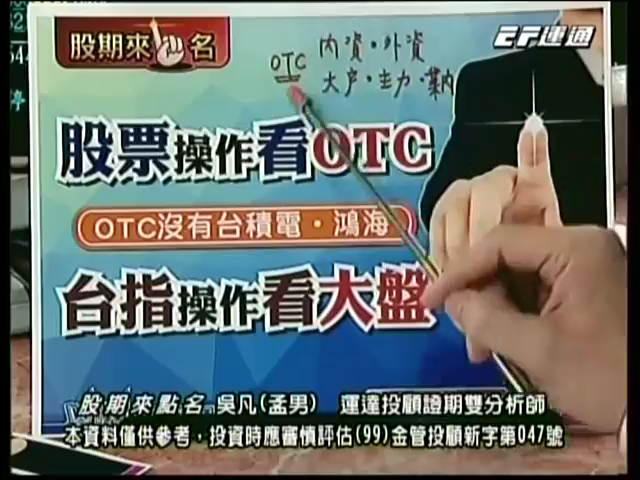 股期來名
OTC 內資·外資
大戶·主力·業內
EF運通
股票操作看OTC
OTC沒有台積電·鴻海
台指操作看大盤
股期來點名 吳凡(孟男) 運達投顧證期雙分析師
本資料僅供參考，投資時應審慎評估(99)金管投顧新字第047號